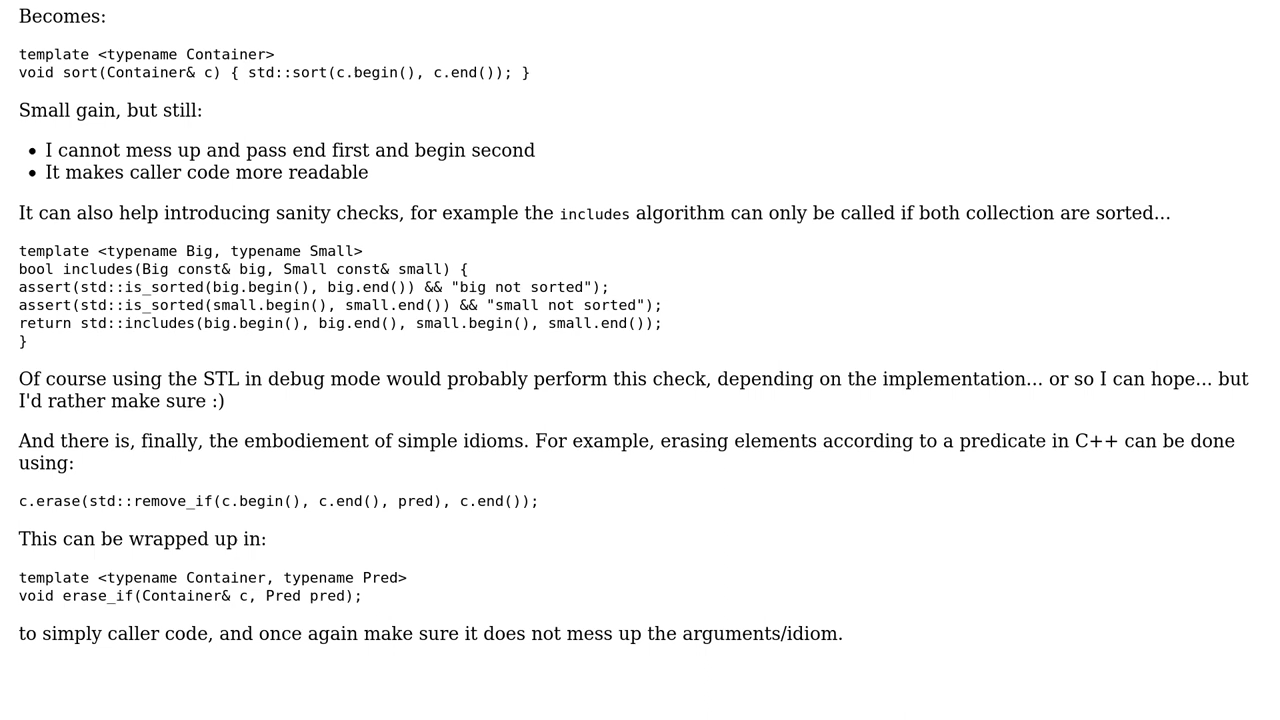 Becomes:
template <typename Container>
void sort(Container& c) { std::sort(c.begin(), c.end()); }
Small gain, but still:
• I cannot mess up and pass end first and begin second
• It makes caller code more readable
It can also help introducing sanity checks, for example the includes algorithm can only be called if both collection are sorted...
template <typename Big, typename Small>
bool includes(Big const& big, Small const& small) {
assert(std::is_sorted(big.begin(), big.end()) && "big not sorted");
assert(std::is_sorted(small.begin(), small.end()) && "small not sorted");
return std::includes(big.begin(), big.end(), small.begin(), small.end());
}
Of course using the STL in debug mode would probably perform this check, depending on the implementation... or so I can hope... but
I'd rather make sure :)
And there is, finally, the embodiement of simple idioms. For example, erasing elements according to a predicate in C++ can be done
using:
c.erase(std::remove_if(c.begin(), c.end(), pred), c.end());
This can be wrapped up in:
template <typename Container, typename Pred>
void erase_if(Container& c, Pred pred);
to simply caller code, and once again make sure it does not mess up the arguments/idiom.